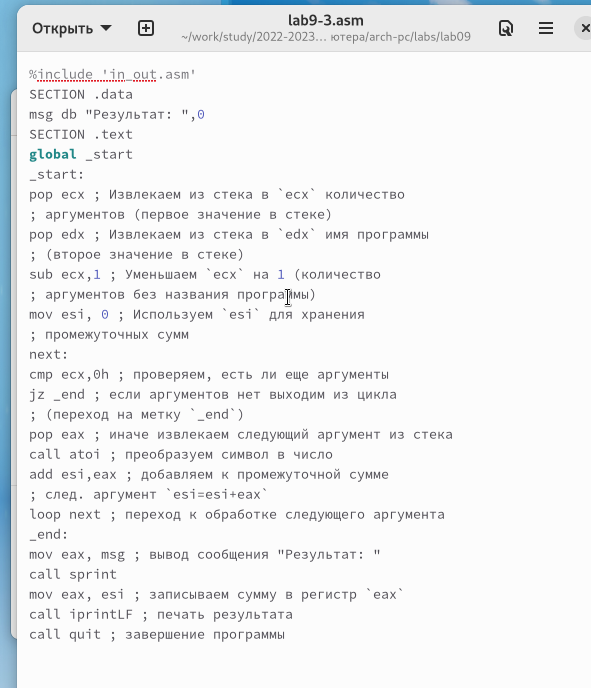 Открыть
lab9-3.asm
~/work/study/2022-2023... ютера/arch-pc/labs/lab09
%include 'in_out.asm'
SECTION .data
msg db "Результат: ",0
SECTION .text
global _start
_start:
pop ecx ; Извлекаем из стека в `ecx` количество
; аргументов (первое значение в стеке)
pop edx ; Извлекаем из стека в `edx` имя программы
; (второе значение в стеке)
sub ecx,1 ; Уменьшаем `ecx` на 1 (количество
; аргументов без названия программы)
mov esi, 0 ; Используем `esi` для хранения
; промежуточных сумм
next:
cmp ecx,0h ; проверяем, есть ли еще аргументы
jz _end ; если аргументов нет выходим из цикла
; (переход на метку `_end`)
pop eax ; иначе извлекаем следующий аргумент из стека
call atoi ; преобразуем символ в число
add esi,eax ; добавляем к промежуточной сумме
; след. аргумент `esi=esi+eax`
loop next ; переход к обработке следующего аргумента
_end:
mov eax, msg ; вывод сообщения "Результат: "
call sprint
mov eax, esi ; записываем сумму в регистр `eax`
call iprintLF ; печать результата
call quit ; завершение программы